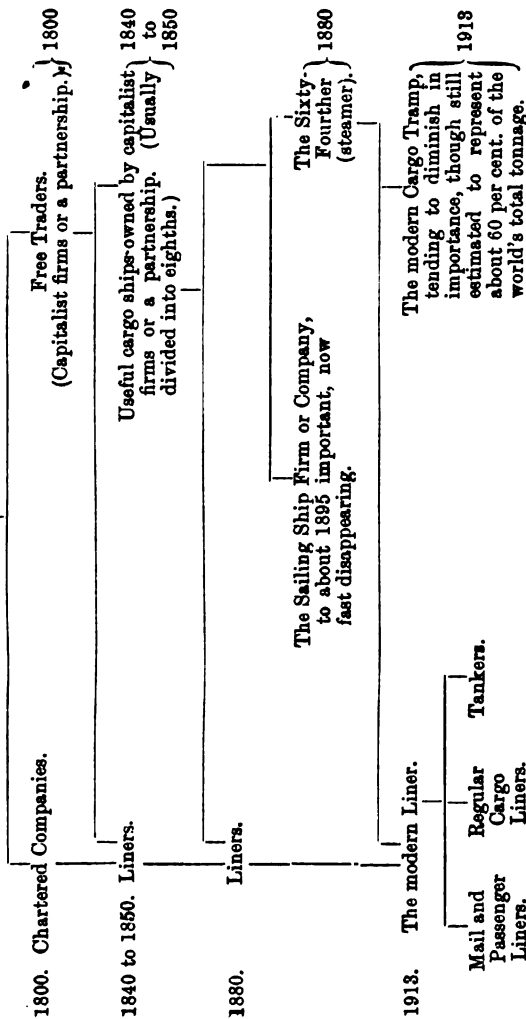 1800. Chartered Companies.
Free Traders.
(Capitalist firms or a partnership.)
1800
1840 to 1850. Liners.
Useful cargo ships owned by capitalist
firms or a partnership. (Usually
divided into eighths.)
1840
to
1850
1880.
Liners.
The Sailing Ship Firm or Company,
to about 1895 important, now
fast disappearing.
The Sixty-
Fourther
(steamer).
1880
1913.
The modern Liner.
The modern Cargo Tramp,
tending to diminish in
importance, though still
estimated to represent
about 60 per cent. of the
world's total tonnage.
1913
Mail and
Passenger
Liners.
Regular
Cargo
Liners.
Tankers.